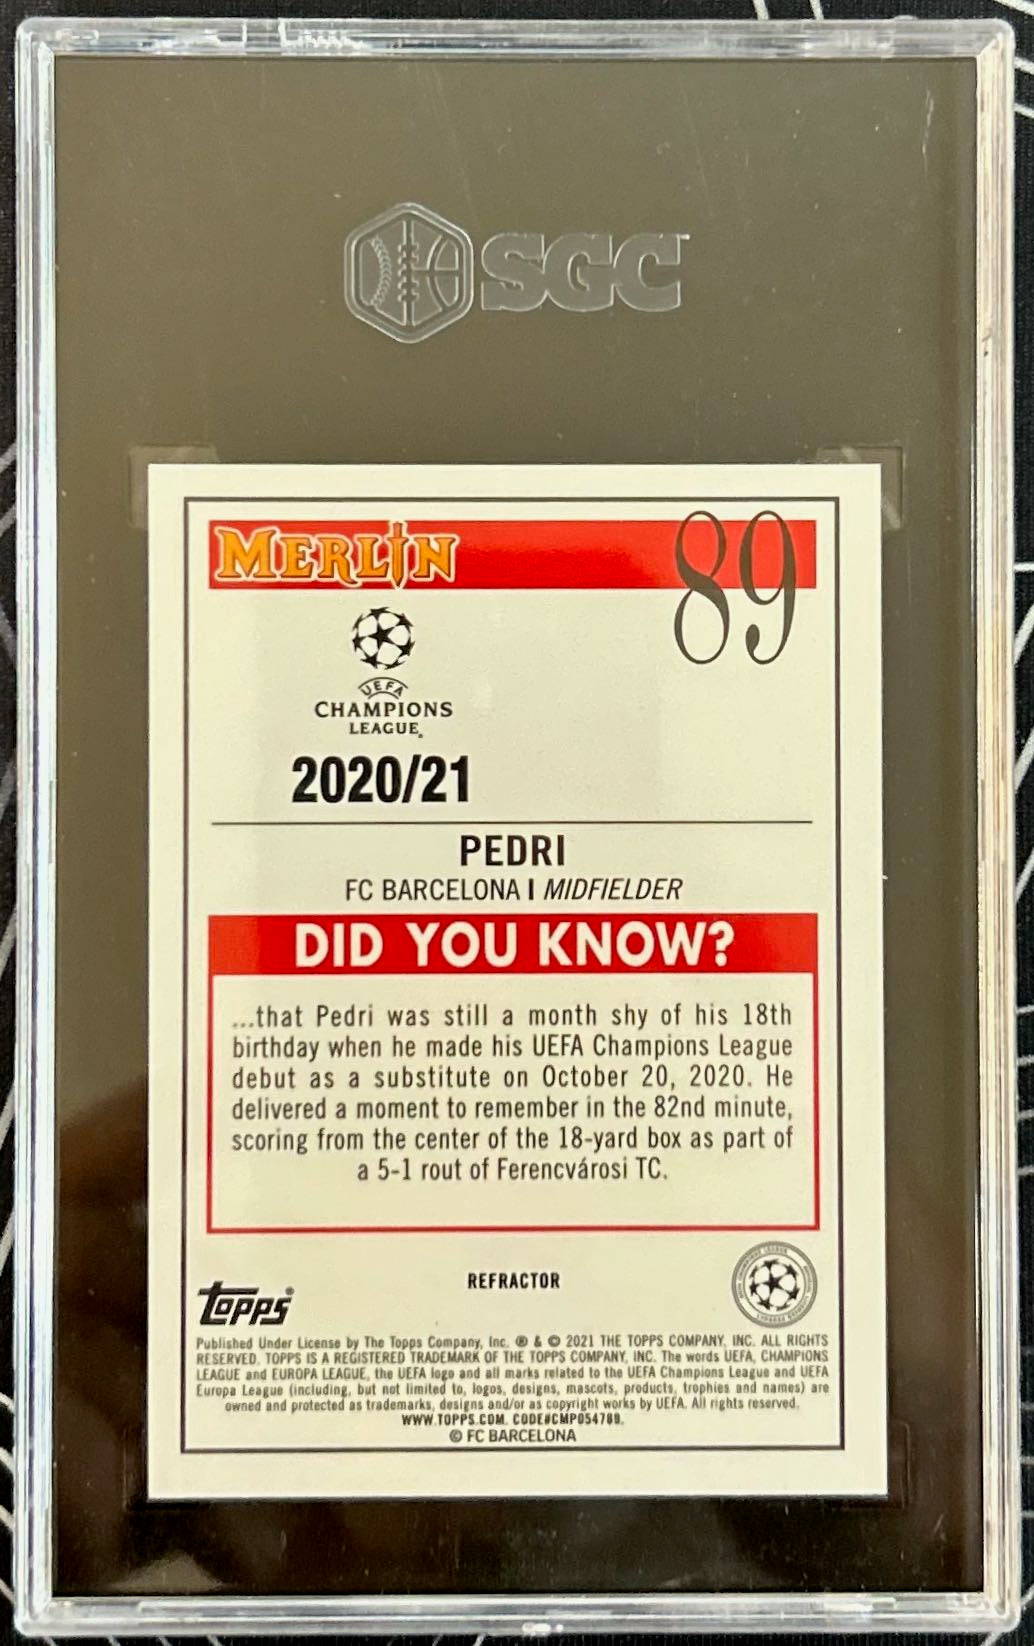 SGC
MERLIN
89
UEFA
CHAMPIONS
LEAGUE®
2020/21
PEDRI
FC BARCELONA | MIDFIELDER
DID YOU KNOW?
...that Pedri was still a month shy of his 18th
birthday when he made his UEFA Champions League
debut as a substitute on October 20, 2020. He
delivered a moment to remember in the 82nd minute,
scoring from the center of the 18-yard box as part of
a 5-1 rout of Ferencvárosi TC.
REFRACTOR
topps®
Published Under License by The Topps Company, Inc. ® & © 2021 THE TOPPS COMPANY, INC. ALL RIGHTS
RESERVED. TOPPS IS A REGISTERED TRADEMARK OF THE TOPPS COMPANY, INC. The words UEFA, CHAMPIONS
LEAGUE and EUROPA LEAGUE, the UEFA logo and all marks related to the UEFA Champions League and UEFA
Europa League (including, but not limited to, logos, designs, mascots, products, trophies and names) are
owned and protected as trademarks, designs and/or as copyright works by UEFA. All rights reserved.
WWW.TOPPS.COM. CODE#CMP054789.
© FC BARCELONA